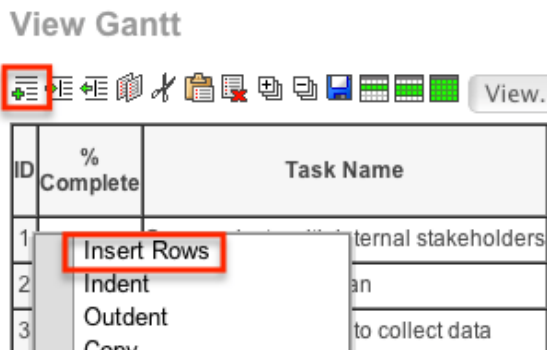 View Gantt
View.
ID
%
Complete
Task Name
1
ternal stakeholders
Insert Rows
2
Indent
an
Outdent
3
to collect data
Copy